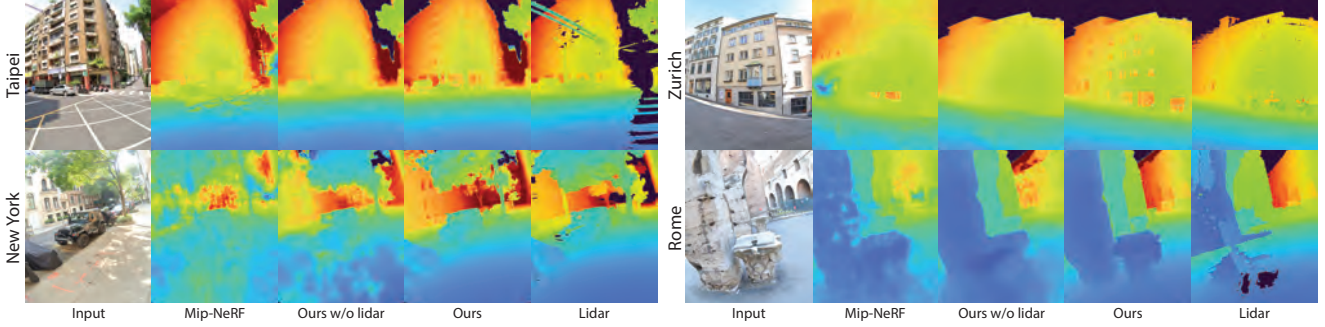 Taipei
Zurich
New York
Rome
Input Mip-NeRF Ours w/o lidar Ours Lidar
Input Mip-NeRF Ours w/o lidar Ours Lidar